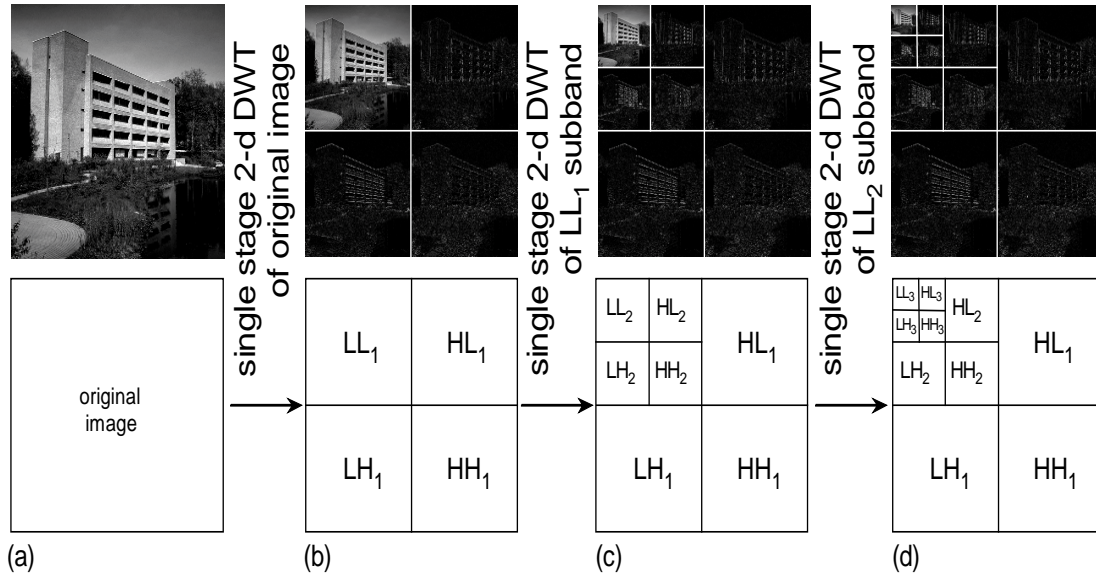 single stage 2-d DWT
of original image
single stage 2-d DWT
of LL1 subband
single stage 2-d DWT
of LL2 subband
original
image
LL1 HL1
LH1 HH1
LL2 HL2
LH2 HH2
HL1
LH1 HH1
LL3 HL3
LH3 HH3
HL2
LH2 HH2
HL1
LH1 HH1
(a) (b) (c) (d)